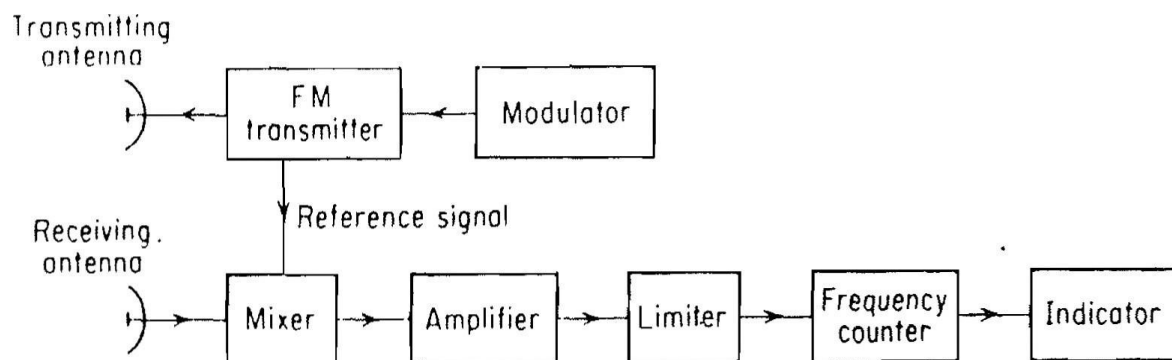 Transmitting
antenna
FM
transmitter
Modulator
Reference signal
Receiving.
antenna
Mixer
Amplifier
Limiter
Frequency
counter
Indicator